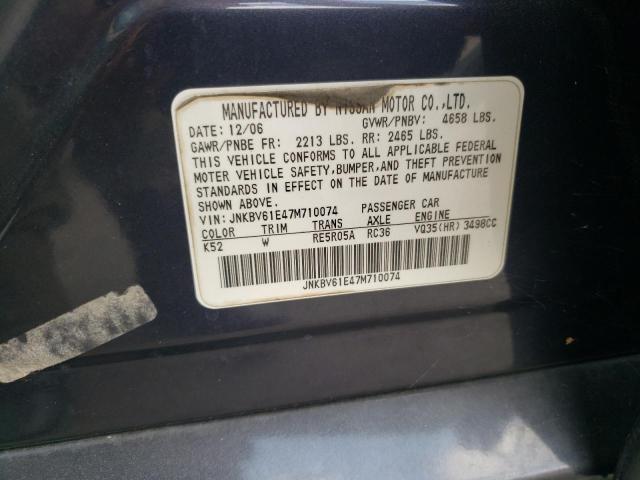 MANUFACTURED BY NISSAN MOTOR CO.,LTD.
DATE: 12/06 GVWR/PNBV: 4658 LBS.
GAWR/PNBE FR: 2213 LBS. RR: 2465 LBS.
THIS VEHICLE CONFORMS TO ALL APPLICABLE FEDERAL
MOTOR VEHICLE SAFETY,BUMPER,AND THEFT PREVENTION
STANDARDS IN EFFECT ON THE DATE OF MANUFACTURE
SHOWN ABOVE.
VIN: JNKBV61E47M710074 PASSENGER CAR
COLOR TRIM TRANS AXLE ENGINE
K52 W RE5R05A RC36 VQ35(HR) 3498CC
JNKBV61E47M710074